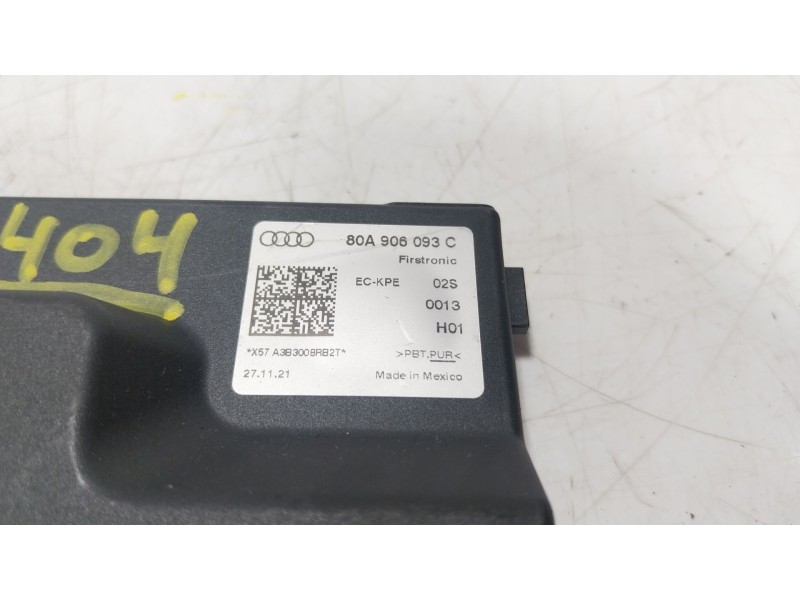 404
80A 906 093 C
Firstronic
EC-KPE 02S
0013
H01
*X57 A3B3008RB2T*
>PBT.PUR<
27.11.21
Made in Mexico